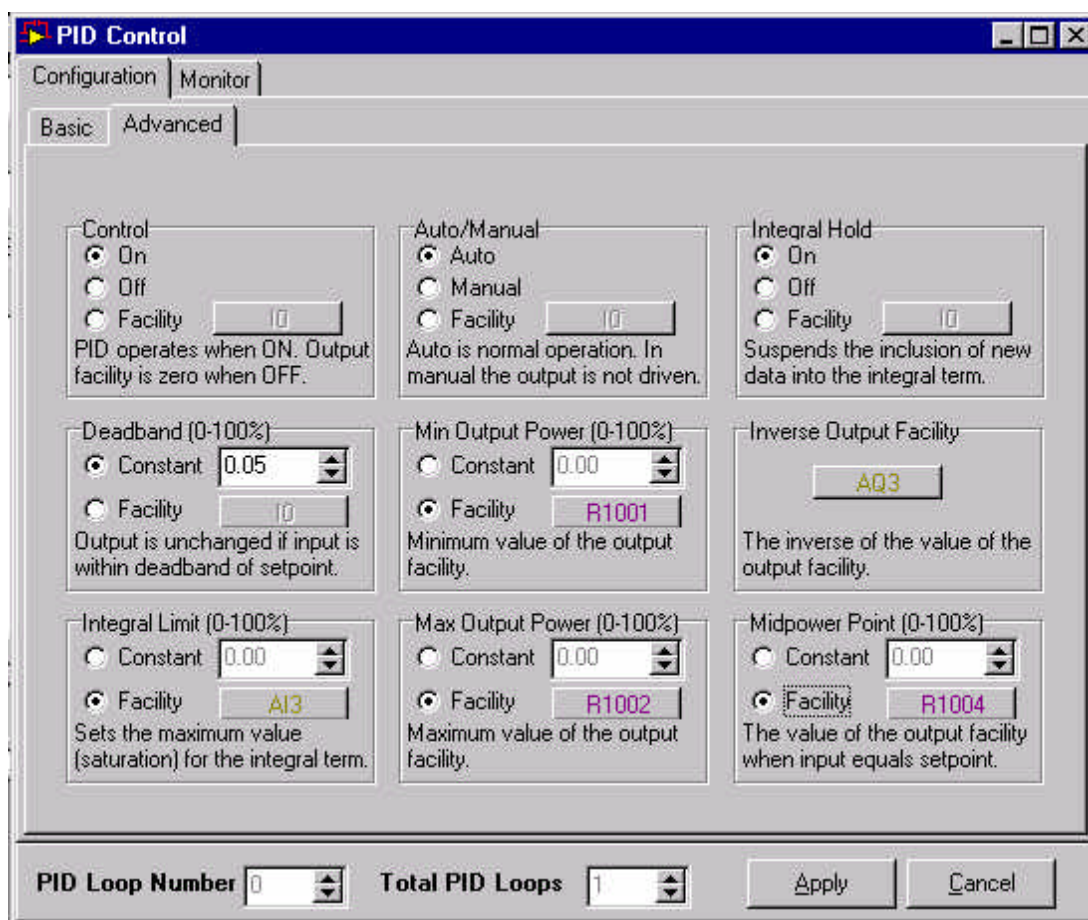 PID Control
Configuration Monitor
Basic Advanced
Control
On
Off
Facility I0
PID operates when ON. Output
facility is zero when OFF.
Auto/Manual
Auto
Manual
Facility I0
Auto is normal operation. In
manual the output is not driven.
Integral Hold
On
Off
Facility I0
Suspends the inclusion of new
data into the integral term.
Deadband (0-100%)
Constant 0.05
Facility I0
Output is unchanged if input is
within deadband of setpoint.
Min Output Power (0-100%)
Constant 0.00
Facility R1001
Minimum value of the output
facility.
Inverse Output Facility
AQ3
The inverse of the value of the
output facility.
Integral Limit (0-100%)
Constant 0.00
Facility AI3
Sets the maximum value
(saturation) for the integral term.
Max Output Power (0-100%)
Constant 0.00
Facility R1002
Maximum value of the output
facility.
Midpower Point (0-100%)
Constant 0.00
Facility R1004
The value of the output facility
when input equals setpoint.
PID Loop Number 0 Total PID Loops 1 Apply Cancel